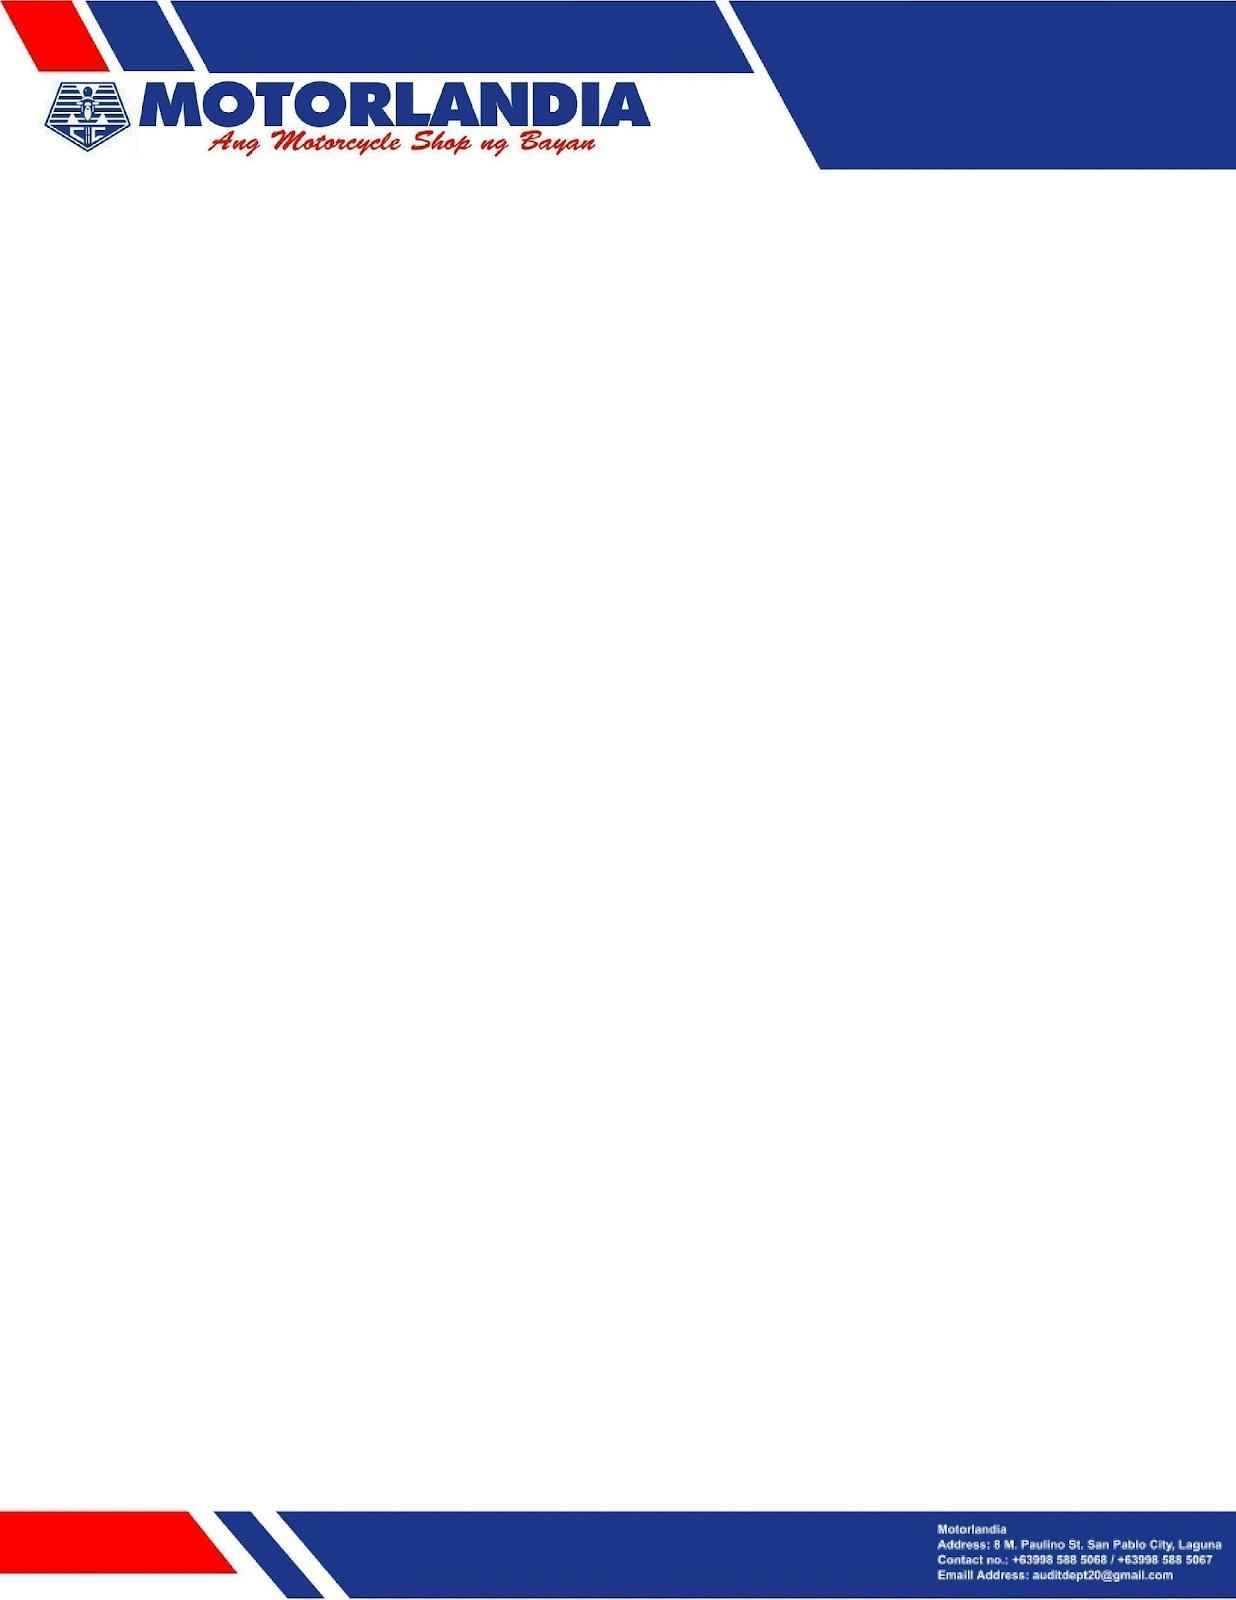 MOTORLANDIA
Ang Motorcycle Shop ng Bayan
Motorlandia
Address: 8 M. Paulino St. San Pablo City, Laguna
Contact no.: +63998 588 5068 / +63998 588 5067
Emaill Address: auditdept20@gmail.com